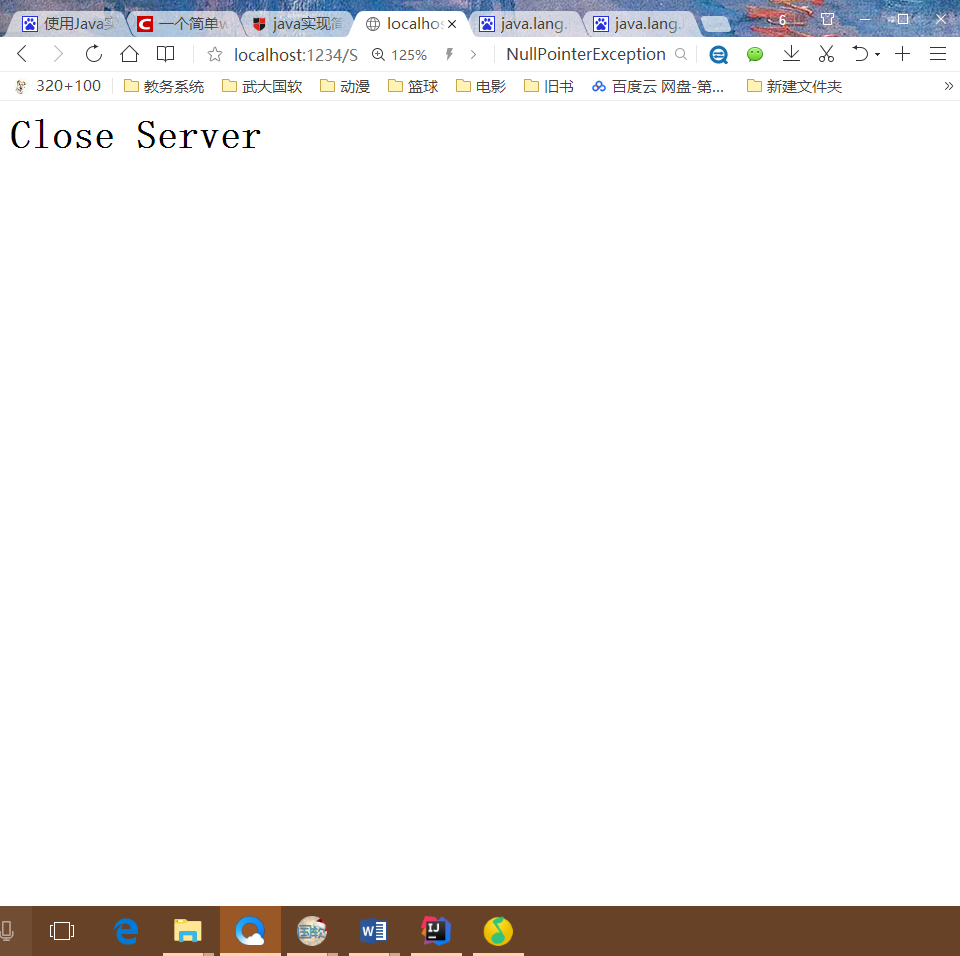 使用Java实
一个简单w
java实现简
localhos
java.lang.
java.lang.
6
localhost:1234/S
125%
NullPointerException
320+100
教务系统
武大国软
动漫
篮球
电影
旧书
百度云 网盘-第...
新建文件夹
»
Close Server